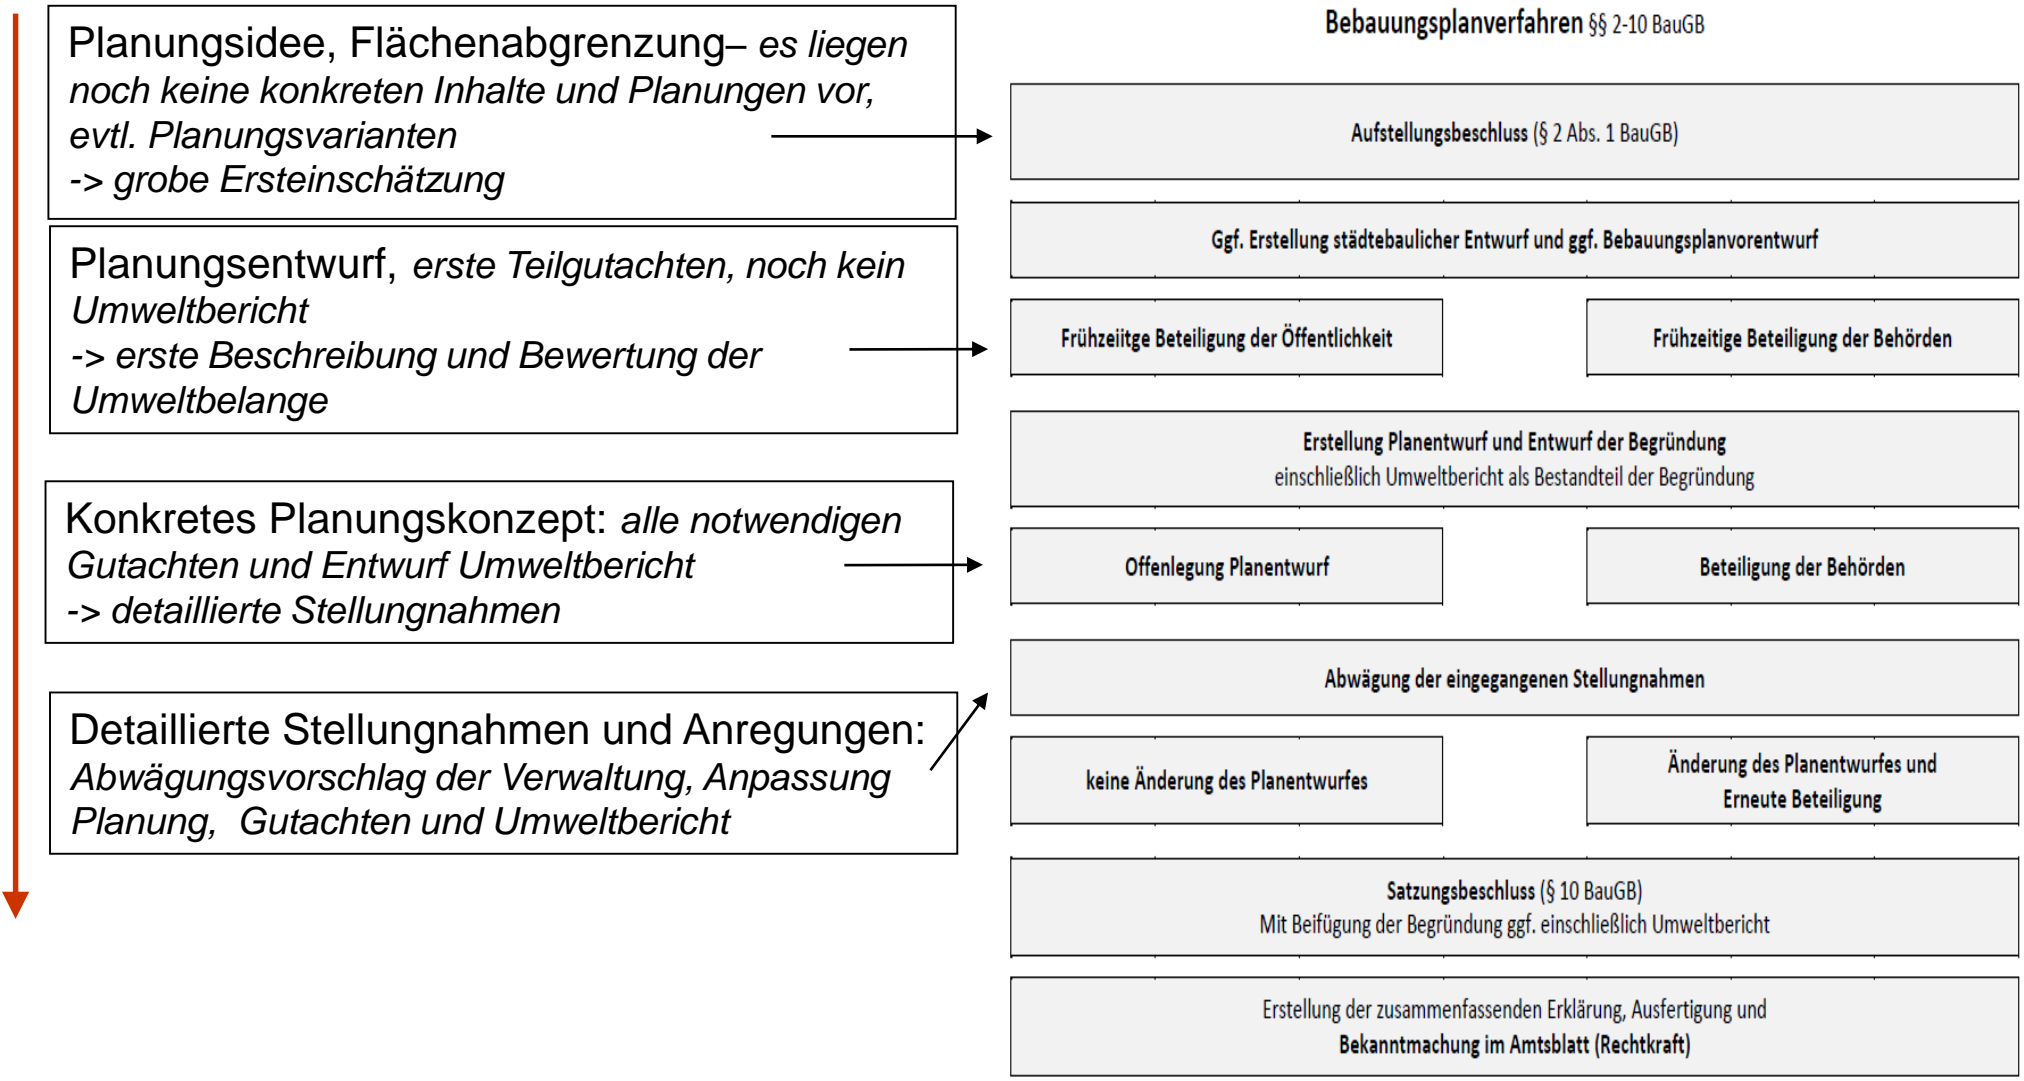 Planungsidee, Flächenabgrenzung– es liegen
noch keine konkreten Inhalte und Planungen vor,
evtl. Planungsvarianten
-> grobe Ersteinschätzung
Planungsentwurf, erste Teilgutachten, noch kein
Umweltbericht
-> erste Beschreibung und Bewertung der
Umweltbelange
Konkretes Planungskonzept: alle notwendigen
Gutachten und Entwurf Umweltbericht
-> detaillierte Stellungnahmen
Detaillierte Stellungnahmen und Anregungen:
Abwägungsvorschlag der Verwaltung, Anpassung
Planung, Gutachten und Umweltbericht
Bebauungsplanverfahren §§ 2-10 BauGB
Aufstellungsbeschluss (§ 2 Abs. 1 BauGB)
Ggf. Erstellung städtebaulicher Entwurf und ggf. Bebauungsplanvorentwurf
Frühzeiitge Beteiligung der Öffentlichkeit
Frühzeitige Beteiligung der Behörden
Erstellung Planentwurf und Entwurf der Begründung
einschließlich Umweltbericht als Bestandteil der Begründung
Offenlegung Planentwurf
Beteiligung der Behörden
Abwägung der eingegangenen Stellungnahmen
keine Änderung des Planentwurfes
Änderung des Planentwurfes und
Erneute Beteiligung
Satzungsbeschluss (§ 10 BauGB)
Mit Beifügung der Begründung ggf. einschließlich Umweltbericht
Erstellung der zusammenfassenden Erklärung, Ausfertigung und
Bekanntmachung im Amtsblatt (Rechtkraft)